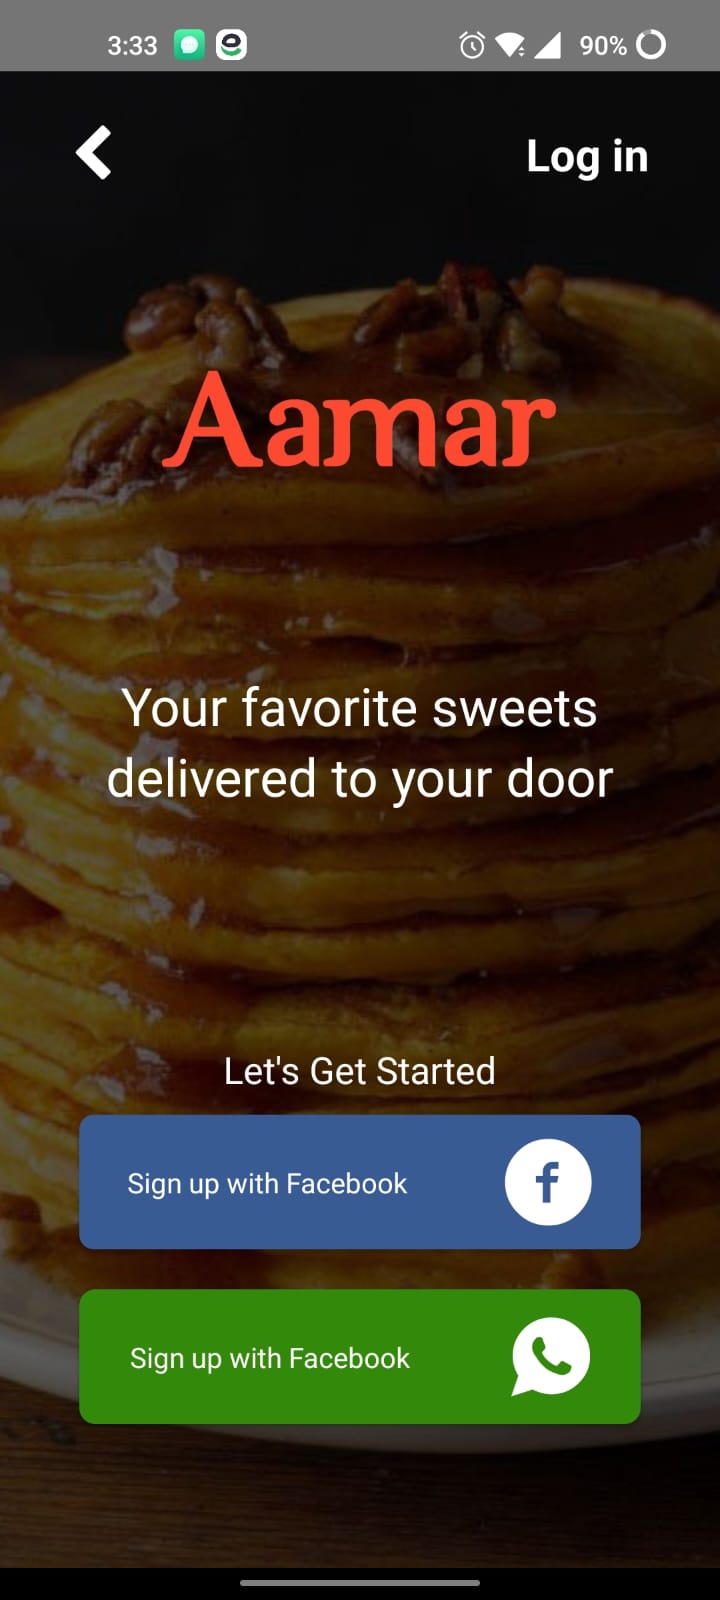 3:33
90%
Log in
Aamar
Your favorite sweets
delivered to your door
Let's Get Started
Sign up with Facebook
Sign up with Facebook